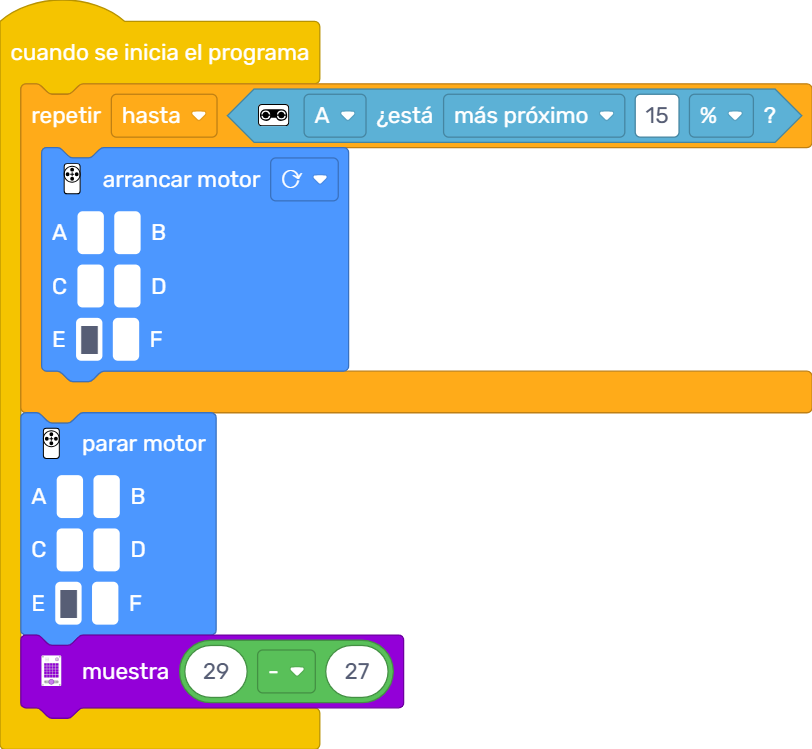 cuando se inicia el programa
repetir hasta A ¿está más próximo 15 % ?
arrancar motor
A B
C D
E F
parar motor
A B
C D
E F
muestra 29 - 27